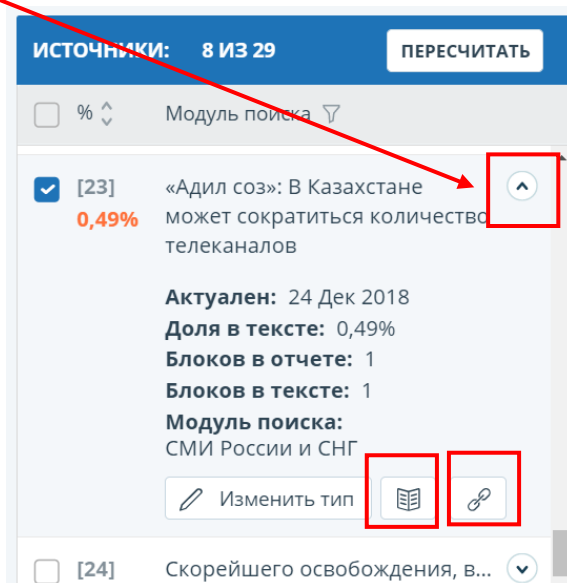 ИСТОЧНИКИ: 8 ИЗ 29 ПЕРЕСЧИТАТЬ
% Модуль поиска
[23] «Адил соз»: В Казахстане
0,49% может сократиться количество
телеканалов
Актуален: 24 Дек 2018
Доля в тексте: 0,49%
Блоков в отчете: 1
Блоков в тексте: 1
Модуль поиска:
СМИ России и СНГ
Изменить тип
[24] Скорейшего освобождения, в...